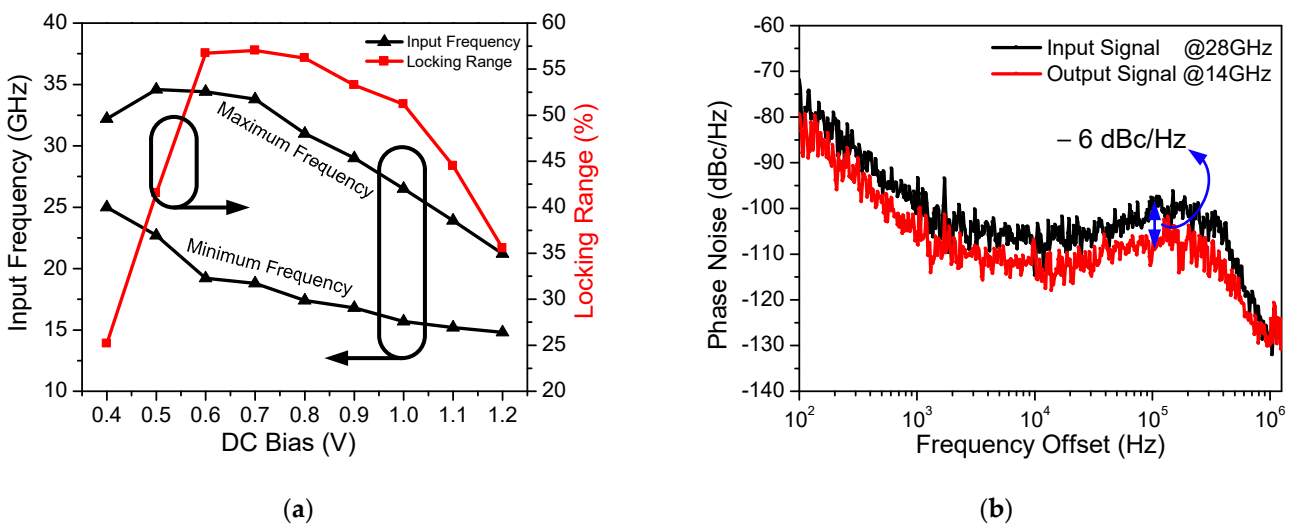 Input Frequency (GHz)
40
35
30
25
20
15
10
Input Frequency
Locking Range
Maximum Frequency
Minimum Frequency
60
55
50
45
40
35
30
25
20
Locking Range (%)
0.4 0.5 0.6 0.7 0.8 0.9 1.0 1.1 1.2
DC Bias (V)
(a)
Phase Noise (dBc/Hz)
-60
-70
-80
-90
-100
-110
-120
-130
-140
Input Signal @28GHz
Output Signal @14GHz
– 6 dBc/Hz
10² 10³ 10⁴ 10⁵ 10⁶
Frequency Offset (Hz)
(b)